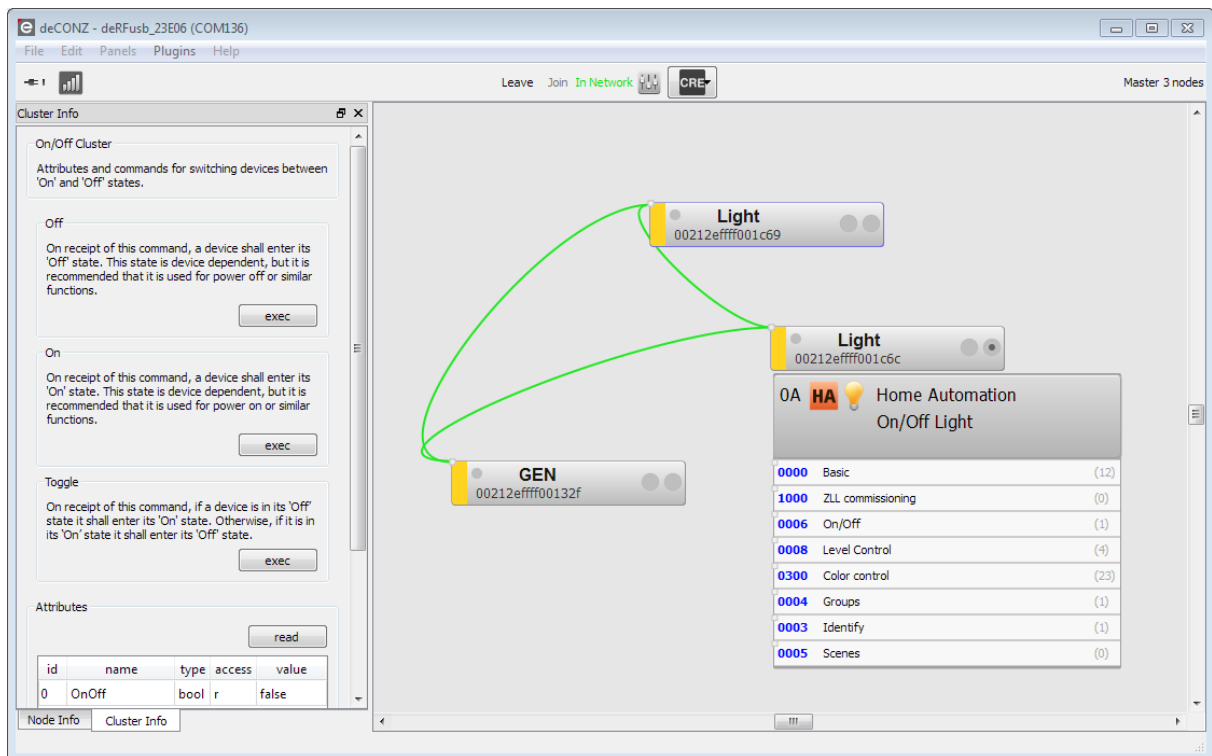 deCONZ - deRFusb_23E06 (COM136)
File Edit Panels Plugins Help
Leave Join In Network CRE Master 3 nodes
Cluster Info
On/Off Cluster
Attributes and commands for switching devices between
'On' and 'Off' states.
Off
On receipt of this command, a device shall enter its
'Off' state. This state is device dependent, but it is
recommended that it is used for power off or similar
functions.
exec
On
On receipt of this command, a device shall enter its
'On' state. This state is device dependent, but it is
recommended that it is used for power on or similar
functions.
exec
Toggle
On receipt of this command, if a device is in its 'Off'
state it shall enter its 'On' state. Otherwise, if it is in
its 'On' state it shall enter its 'Off' state.
exec
Attributes
read
id name type access value
0 OnOff bool r false
Node Info Cluster Info
Light
00212effff001c69
Light
00212effff001c6c
0A HA Home Automation
On/Off Light
0000 Basic (12)
1000 ZLL commissioning (0)
0006 On/Off (1)
0008 Level Control (4)
0300 Color control (23)
0004 Groups (1)
0003 Identify (1)
0005 Scenes (0)
GEN
00212effff00132f